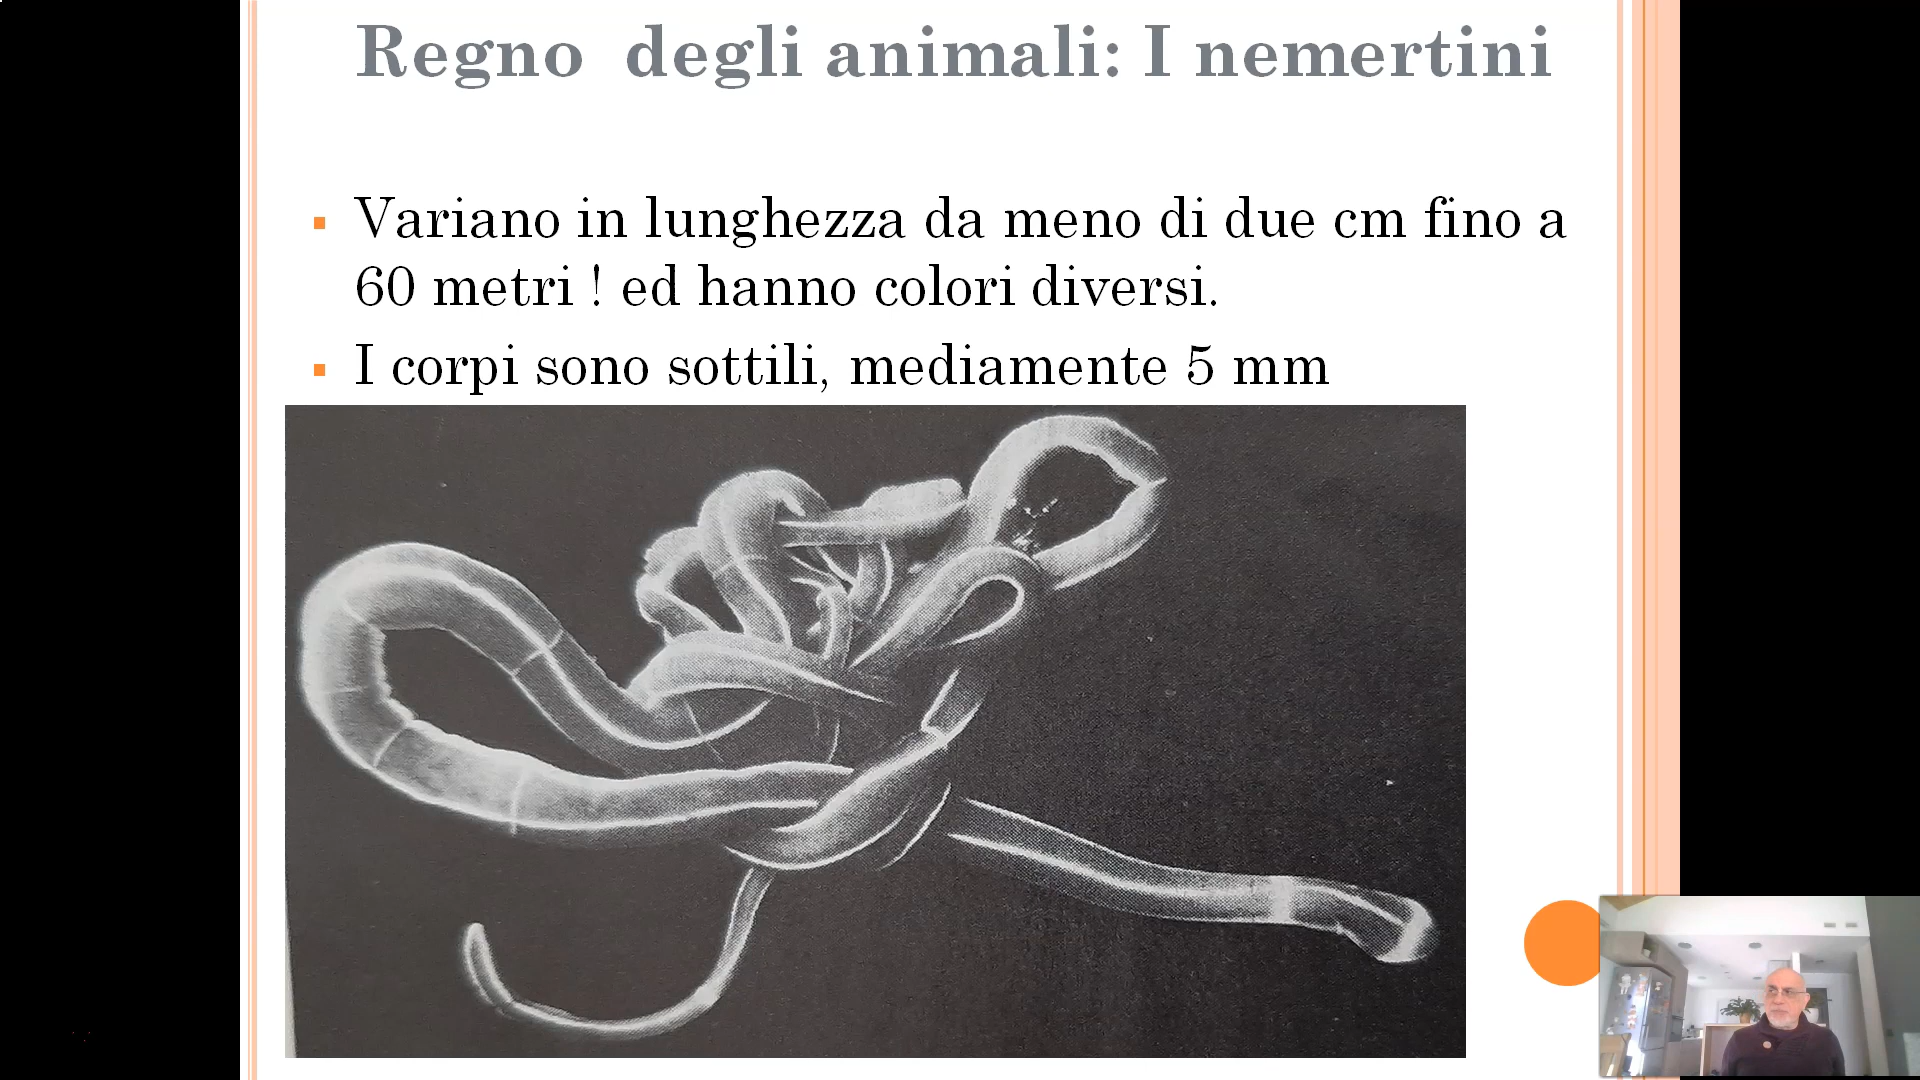 Regno degli animali: I nemertini
Variano in lunghezza da meno di due cm fino a
60 metri ! ed hanno colori diversi.
I corpi sono sottili, mediamente 5 mm